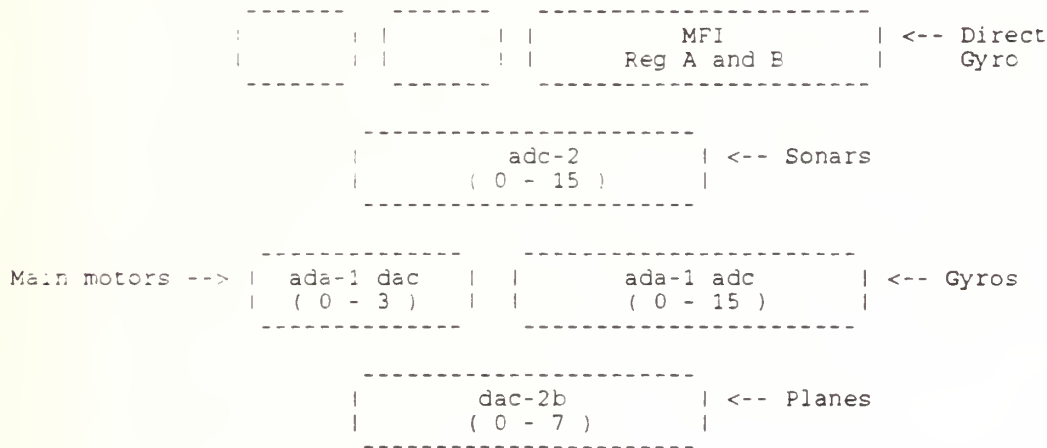 MFI <-- Direct
Reg A and B Gyro
adc-2 <-- Sonars
( 0 - 15 )
Main motors --> ada-1 dac ada-1 adc <-- Gyros
( 0 - 3 ) ( 0 - 15 )
dac-2b <-- Planes
( 0 - 7 )